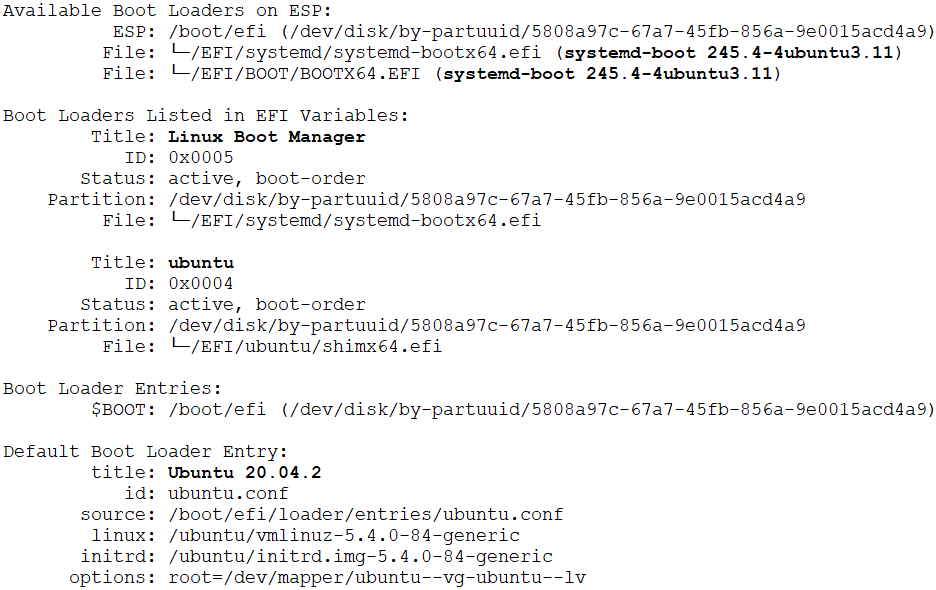 Available Boot Loaders on ESP:
          ESP: /boot/efi (/dev/disk/by-partuuid/5808a97c-67a7-45fb-856a-9e0015acd4a9)
         File: └─/EFI/systemd/systemd-bootx64.efi (systemd-boot 245.4-4ubuntu3.11)
         File: └─/EFI/BOOT/BOOTX64.EFI (systemd-boot 245.4-4ubuntu3.11)

Boot Loaders Listed in EFI Variables:
        Title: Linux Boot Manager
           ID: 0x0005
       Status: active, boot-order
    Partition: /dev/disk/by-partuuid/5808a97c-67a7-45fb-856a-9e0015acd4a9
         File: └─/EFI/systemd/systemd-bootx64.efi

        Title: ubuntu
           ID: 0x0004
       Status: active, boot-order
    Partition: /dev/disk/by-partuuid/5808a97c-67a7-45fb-856a-9e0015acd4a9
         File: └─/EFI/ubuntu/shimx64.efi

Boot Loader Entries:
        $BOOT: /boot/efi (/dev/disk/by-partuuid/5808a97c-67a7-45fb-856a-9e0015acd4a9)

Default Boot Loader Entry:
        title: Ubuntu 20.04.2
           id: ubuntu.conf
       source: /boot/efi/loader/entries/ubuntu.conf
        linux: /ubuntu/vmlinuz-5.4.0-84-generic
       initrd: /ubuntu/initrd.img-5.4.0-84-generic
      options: root=/dev/mapper/ubuntu--vg-ubuntu--lv